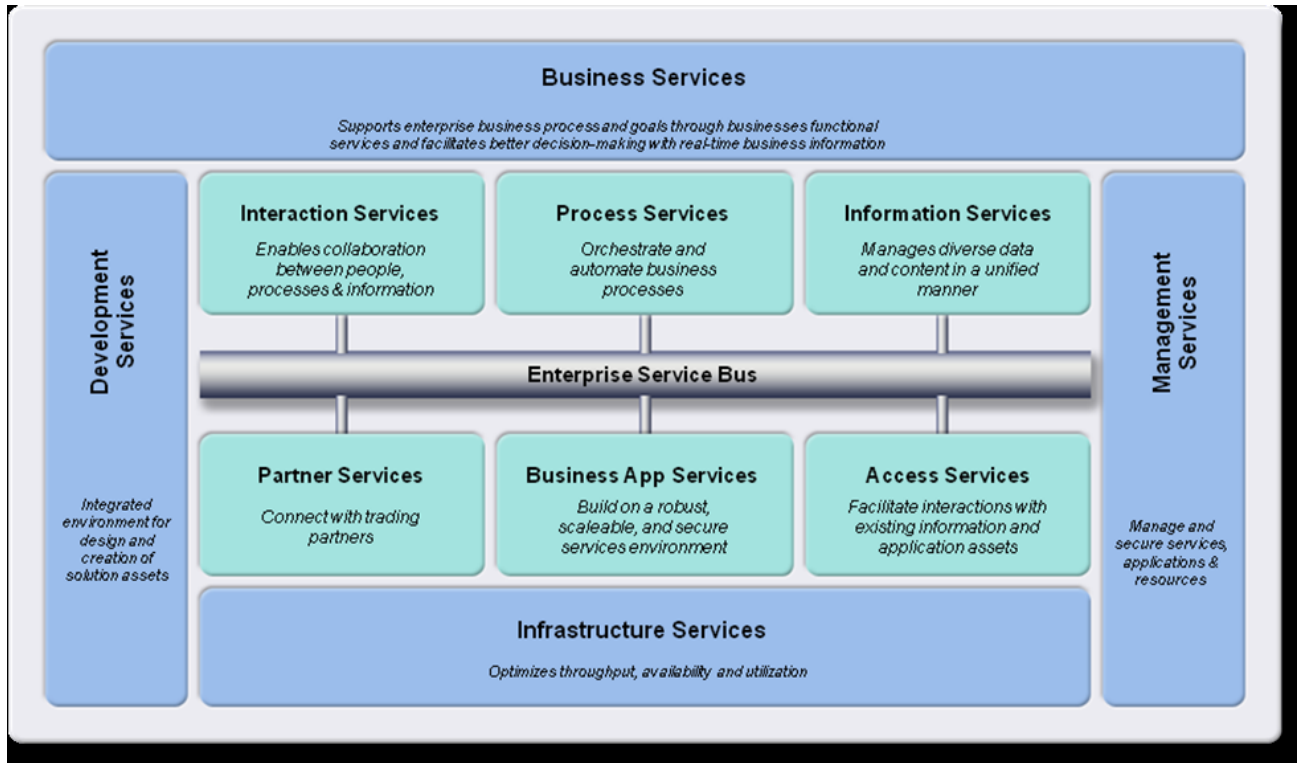 Business Services
Supports enterprise business process and goals through businesses functional
services and facilitates better decision-making with real-time business information
Development
Services
Integrated
environment for
design and
creation of
solution assets
Interaction Services
Enables collaboration
between people,
processes & information
Process Services
Orchestrate and
automate business
processes
Information Services
Manages diverse data
and content in a unified
manner
Enterprise Service Bus
Partner Services
Connect with trading
partners
Business App Services
Build on a robust,
scaleable, and secure
services environment
Access Services
Facilitate interactions with
existing information and
application assets
Management
Services
Manage and
secure services,
applications &
resources
Infrastructure Services
Optimizes throughput, availability and utilization